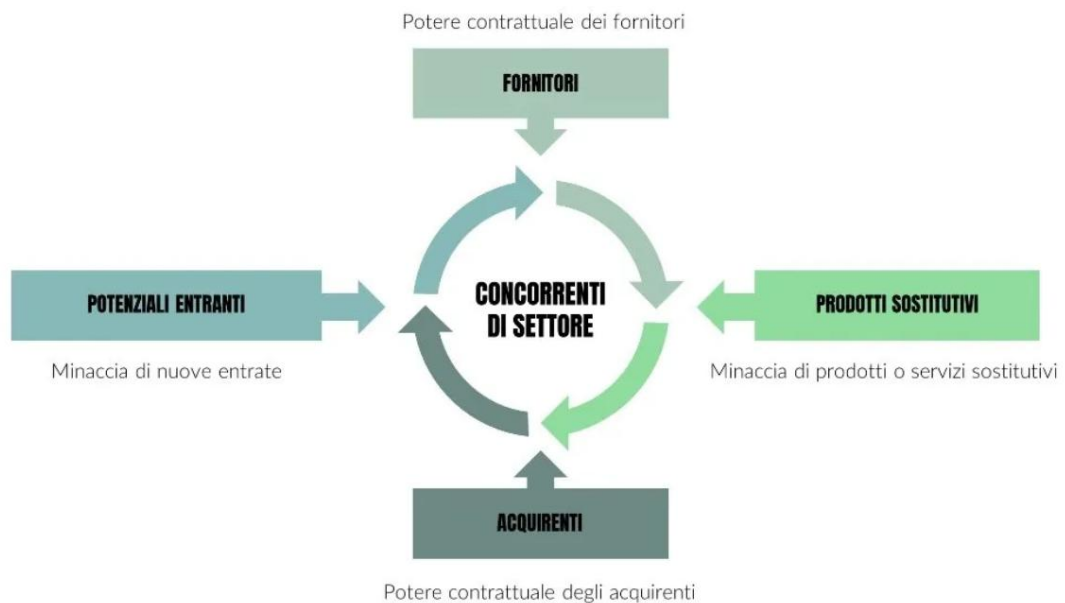 Potere contrattuale dei fornitori
FORNITORI
POTENZIALI ENTRANTI
Minaccia di nuove entrate
CONCORRENTI
DI SETTORE
PRODOTTI SOSTITUTIVI
Minaccia di prodotti o servizi sostitutivi
ACQUIRENTI
Potere contrattuale degli acquirenti